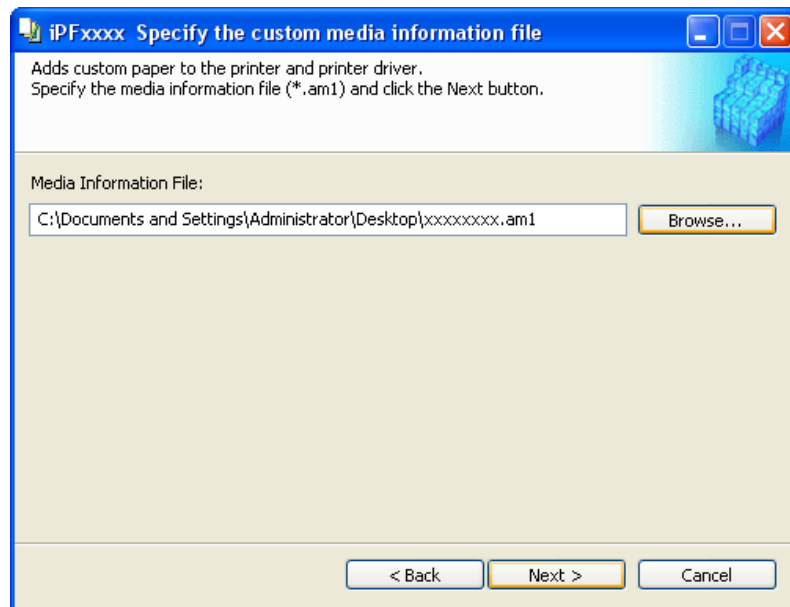 iPFxxxx Specify the custom media information file
Adds custom paper to the printer and printer driver.
Specify the media information file (*.am1) and click the Next button.
Media Information File:
C:\Documents and Settings\Administrator\Desktop\xxxxxxxx.am1
Browse...
< Back
Next >
Cancel